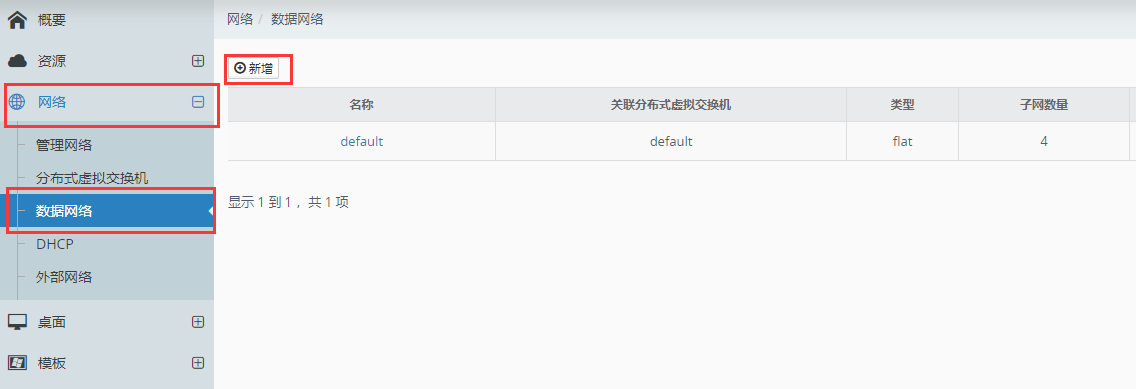 概要
资源
网络
管理网络
分布式虚拟交换机
数据网络
DHCP
外部网络
桌面
模板
网络 / 数据网络
新增
名称 关联分布式虚拟交换机 类型 子网数量
default default flat 4
显示 1 到 1 ，共 1 项